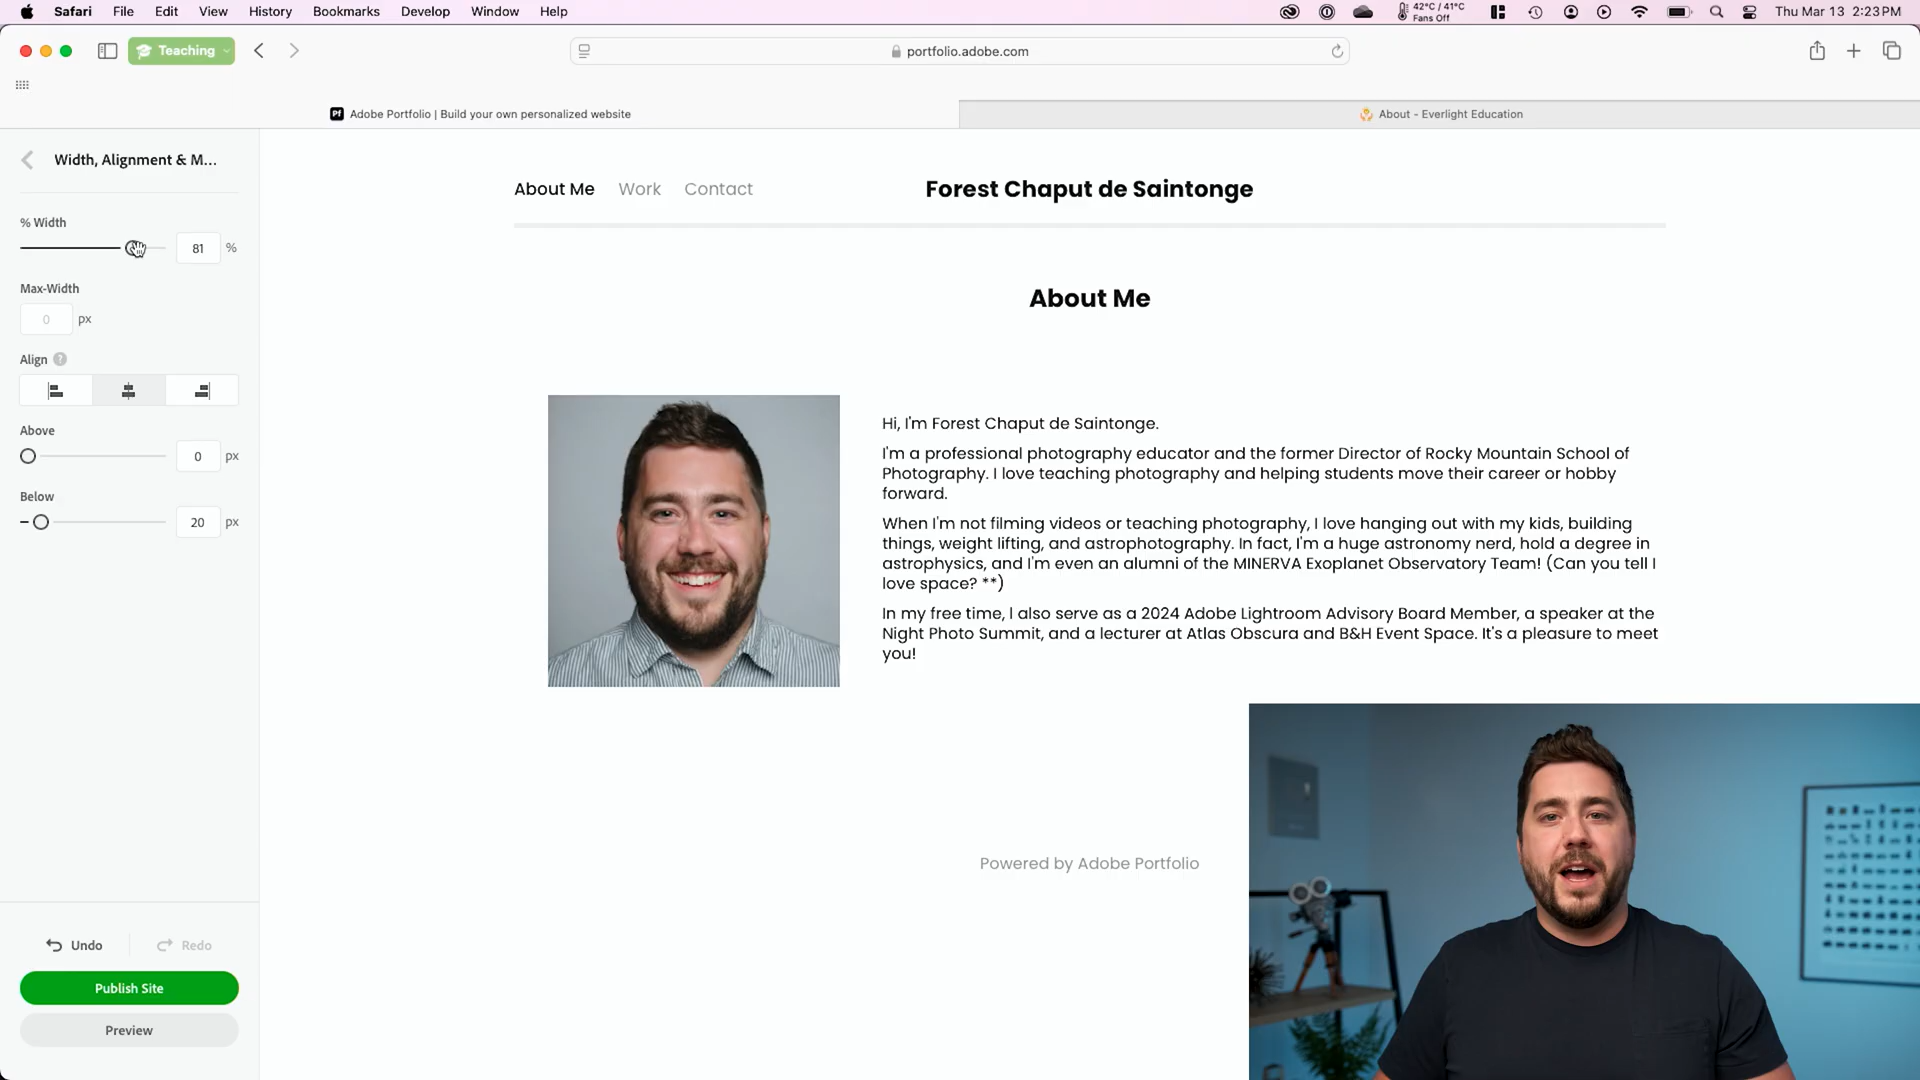 Safari File Edit View History Bookmarks Develop Window Help
42°C / 41°C
Fans Off
Thu Mar 13 2:23 PM
Teaching
portfolio.adobe.com
Pf Adobe Portfolio | Build your own personalized website
About - Everlight Education
Width, Alignment & M...
% Width
81 %
Max-Width
0 px
Align ?
Above
0 px
Below
20 px
Undo Redo
Publish Site
Preview
About Me Work Contact
Forest Chaput de Saintonge
About Me
Hi, I'm Forest Chaput de Saintonge.
I'm a professional photography educator and the former Director of Rocky Mountain School of
Photography. I love teaching photography and helping students move their career or hobby
forward.
When I'm not filming videos or teaching photography, I love hanging out with my kids, building
things, weight lifting, and astrophotography. In fact, I'm a huge astronomy nerd, hold a degree in
astrophysics, and I'm even an alumni of the MINERVA Exoplanet Observatory Team! (Can you tell I
love space? **)
In my free time, I also serve as a 2024 Adobe Lightroom Advisory Board Member, a speaker at the
Night Photo Summit, and a lecturer at Atlas Obscura and B&H Event Space. It's a pleasure to meet
you!
Powered by Adobe Portfolio